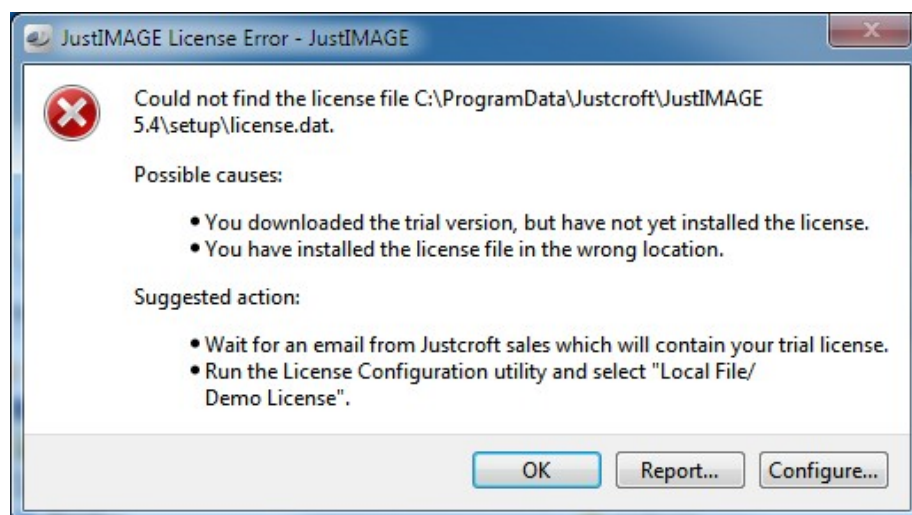 JustIMAGE License Error - JustIMAGE
Could not find the license file C:\ProgramData\Justcroft\JustIMAGE
5.4\setup\license.dat.
Possible causes:
• You downloaded the trial version, but have not yet installed the license.
• You have installed the license file in the wrong location.
Suggested action:
• Wait for an email from Justcroft sales which will contain your trial license.
• Run the License Configuration utility and select "Local File/
Demo License".
OK Report... Configure...